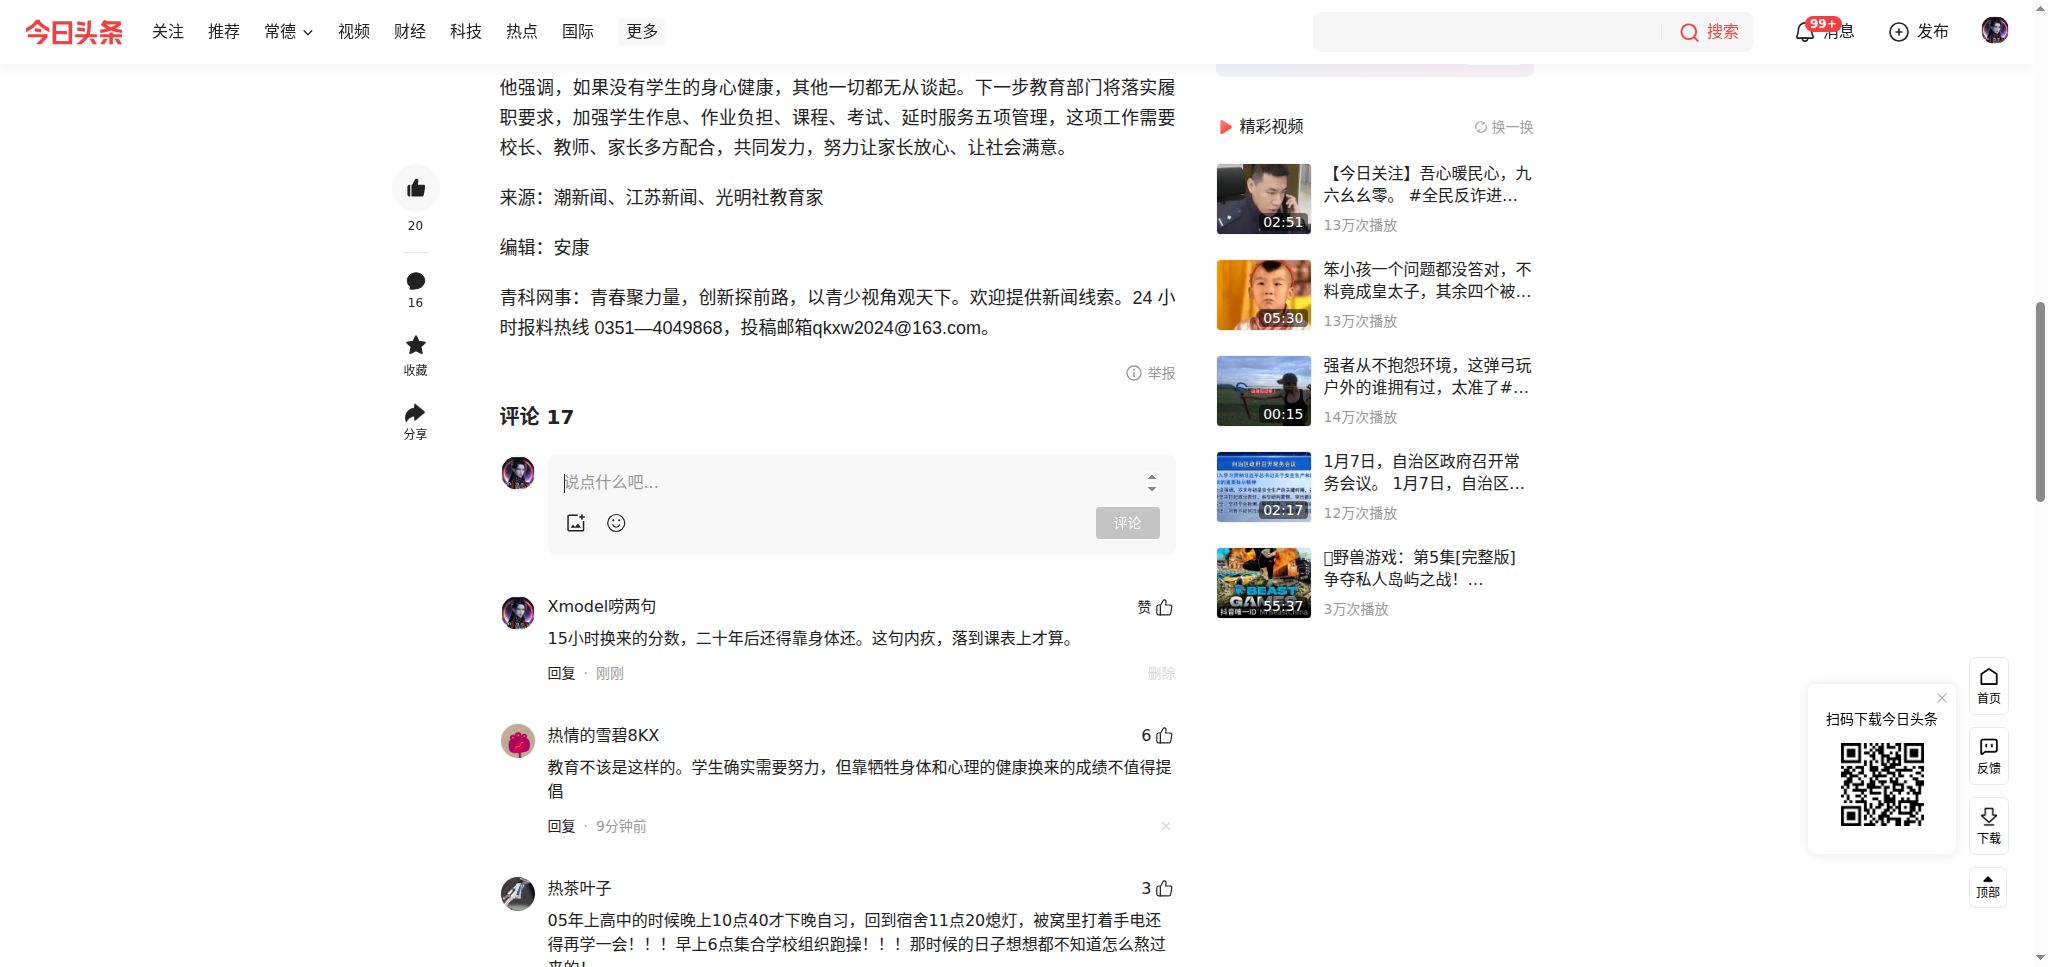 今日头条
关注 推荐 常德 视频 财经 科技 热点 国际 更多
搜索
99+
消息
发布
他强调，如果没有学生的身心健康，其他一切都无从谈起。下一步教育部门将落实履
职要求，加强学生作息、作业负担、课程、考试、延时服务五项管理，这项工作需要
校长、教师、家长多方配合，共同发力，努力让家长放心、让社会满意。
来源：潮新闻、江苏新闻、光明社教育家
编辑：安康
青科网事：青春聚力量，创新探前路，以青少视角观天下。欢迎提供新闻线索。24 小
时报料热线 0351—4049868，投稿邮箱qkxw2024@163.com。
举报
20
16
收藏
分享
评论 17
说点什么吧...
评论
Xmodel唠两句
赞
15小时换来的分数，二十年后还得靠身体还。这句内疚，落到课表上才算。
回复 · 刚刚
删除
热情的雪碧8KX
6
教育不该是这样的。学生确实需要努力，但靠牺牲身体和心理的健康换来的成绩不值得提
倡
回复 · 9分钟前
热茶叶子
3
05年上高中的时候晚上10点40才下晚自习，回到宿舍11点20熄灯，被窝里打着手电还
得再学一会！！！早上6点集合学校组织跑操！！！那时候的日子想想都不知道怎么熬过
来的！
精彩视频
换一换
02:51
【今日关注】吾心暖民心，九
六幺幺零。 #全民反诈进...
13万次播放
05:30
笨小孩一个问题都没答对，不
料竟成皇太子，其余四个被...
13万次播放
00:15
强者从不抱怨环境，这弹弓玩
户外的谁拥有过，太准了#...
14万次播放
自治区政府召开常务会议
02:17
1月7日，自治区政府召开常
务会议。 1月7日，自治区...
12万次播放
BEAST
GAMES
55:37
野兽游戏：第5集[完整版]
争夺私人岛屿之战！...
3万次播放
扫码下载今日头条
首页
反馈
下载
顶部